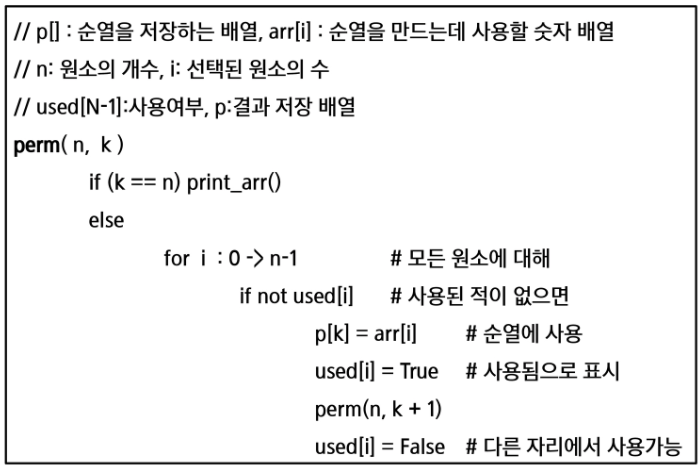 // p[] : 순열을 저장하는 배열, arr[i] : 순열을 만드는데 사용할 숫자 배열
// n: 원소의 개수, i: 선택된 원소의 수
// used[N-1]:사용여부, p:결과 저장 배열
perm( n, k )
if (k == n) print_arr()
else
for i : 0 -> n-1 # 모든 원소에 대해
if not used[i] # 사용된 적이 없으면
p[k] = arr[i] # 순열에 사용
used[i] = True # 사용됨으로 표시
perm(n, k + 1)
used[i] = False # 다른 자리에서 사용가능